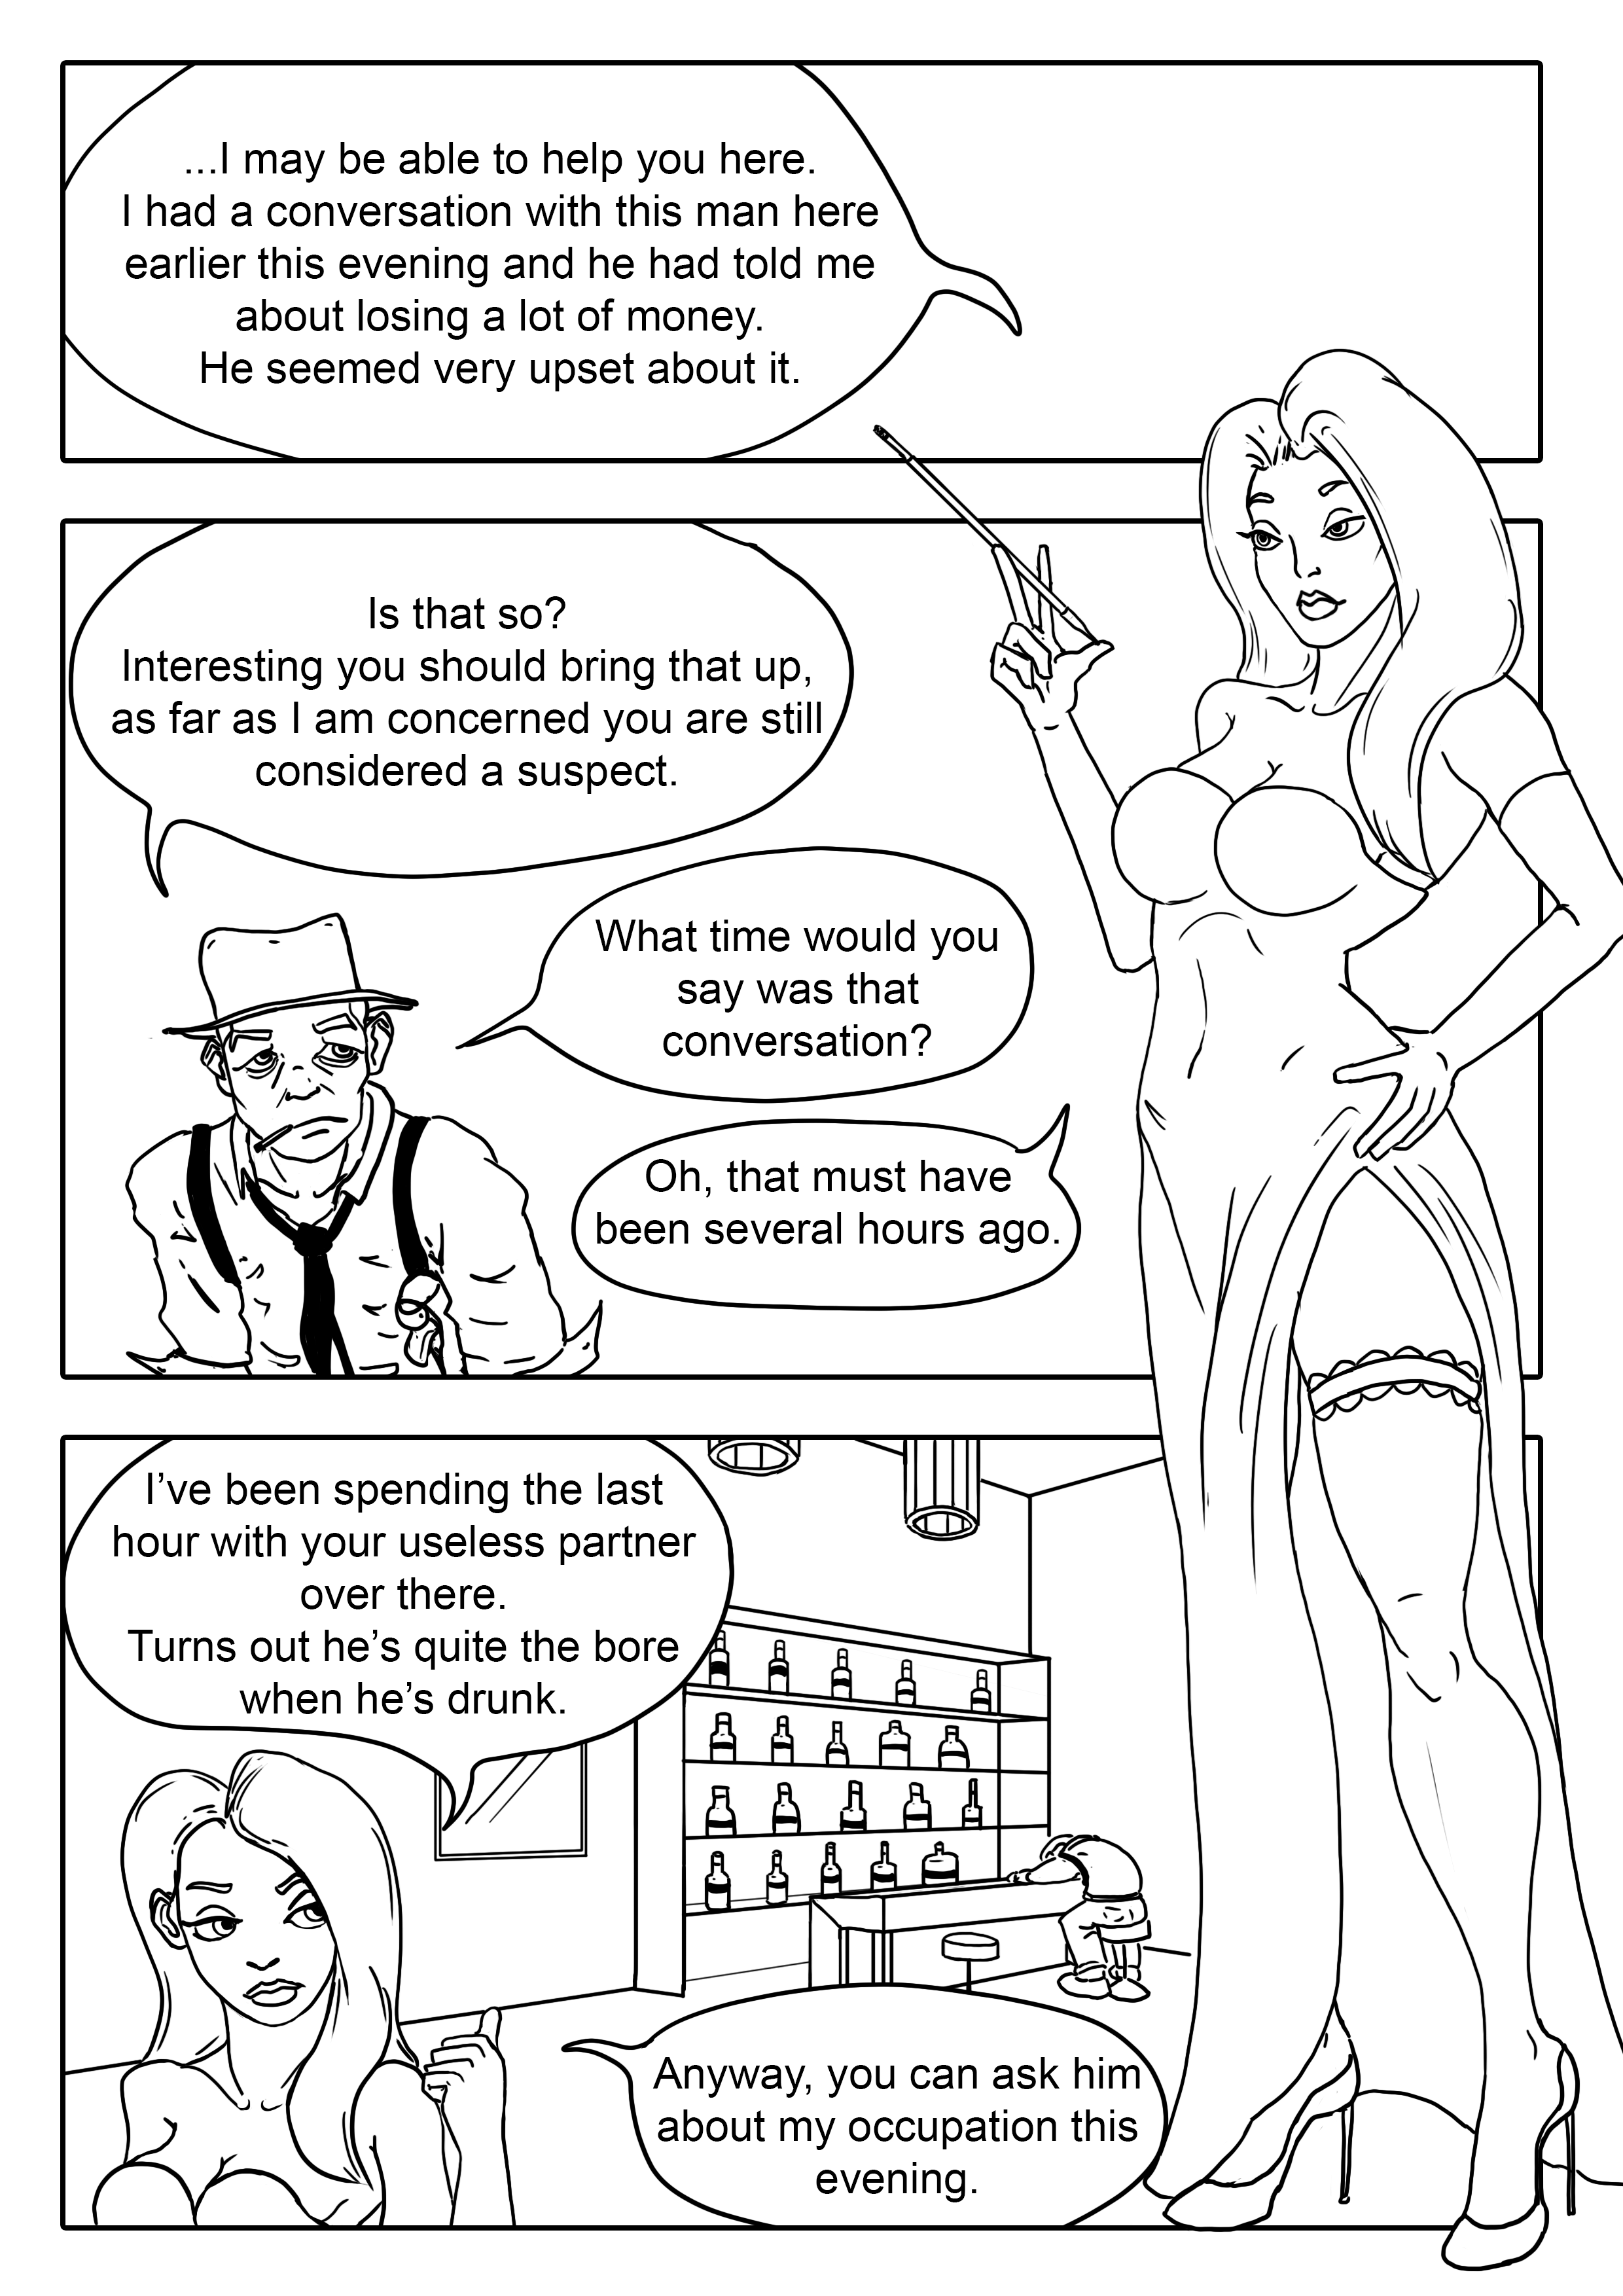 ...I may be able to help you here.
I had a conversation with this man here
earlier this evening and he had told me
about losing a lot of money.
He seemed very upset about it.
Is that so?
Interesting you should bring that up,
as far as I am concerned you are still
considered a suspect.
What time would you
say was that
conversation?
Oh, that must have
been several hours ago.
I’ve been spending the last
hour with your useless partner
over there.
Turns out he’s quite the bore
when he’s drunk.
Anyway, you can ask him
about my occupation this
evening.